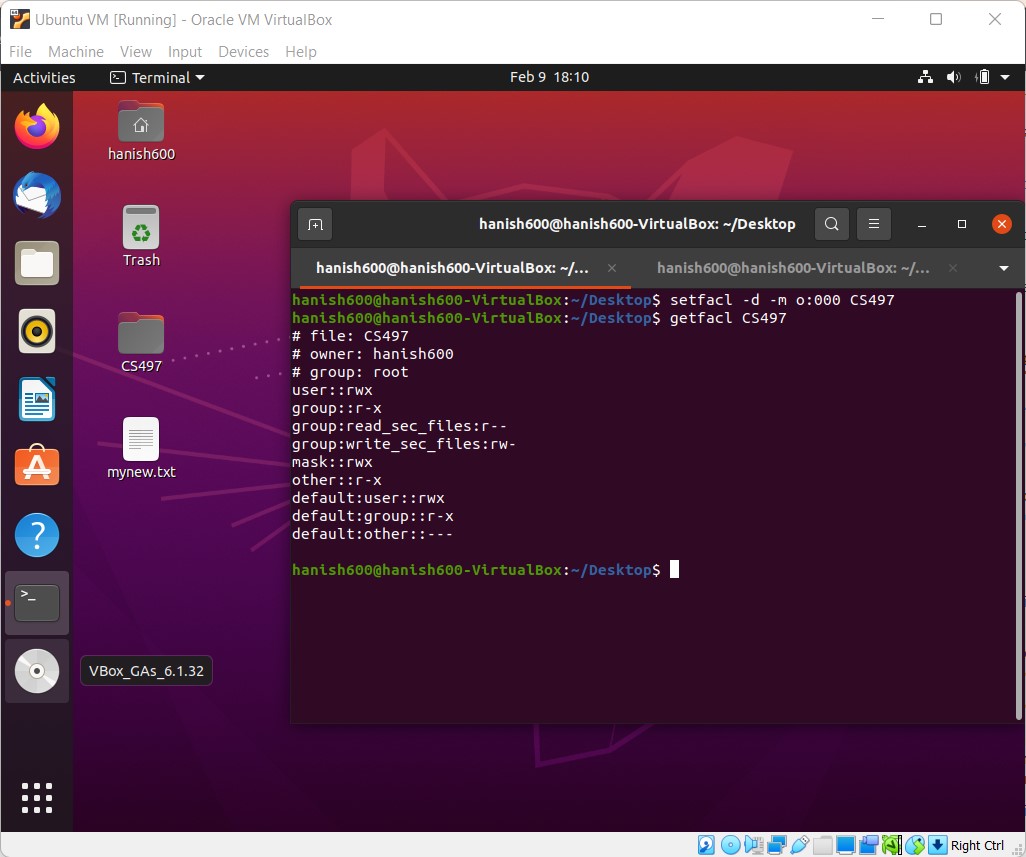 Ubuntu VM [Running] - Oracle VM VirtualBox
File Machine View Input Devices Help
Activities Terminal Feb 9 18:10
hanish600
Trash
CS497
mynew.txt
hanish600@hanish600-VirtualBox: ~/Desktop
hanish600@hanish600-VirtualBox: ~/... hanish600@hanish600-VirtualBox: ~/...
hanish600@hanish600-VirtualBox:~/Desktop$ setfacl -d -m o:000 CS497
hanish600@hanish600-VirtualBox:~/Desktop$ getfacl CS497
# file: CS497
# owner: hanish600
# group: root
user::rwx
group::r-x
group:read_sec_files:r--
group:write_sec_files:rw-
mask::rwx
other::r-x
default:user::rwx
default:group::r-x
default:other::---
hanish600@hanish600-VirtualBox:~/Desktop$
VBox_GAs_6.1.32
Right Ctrl